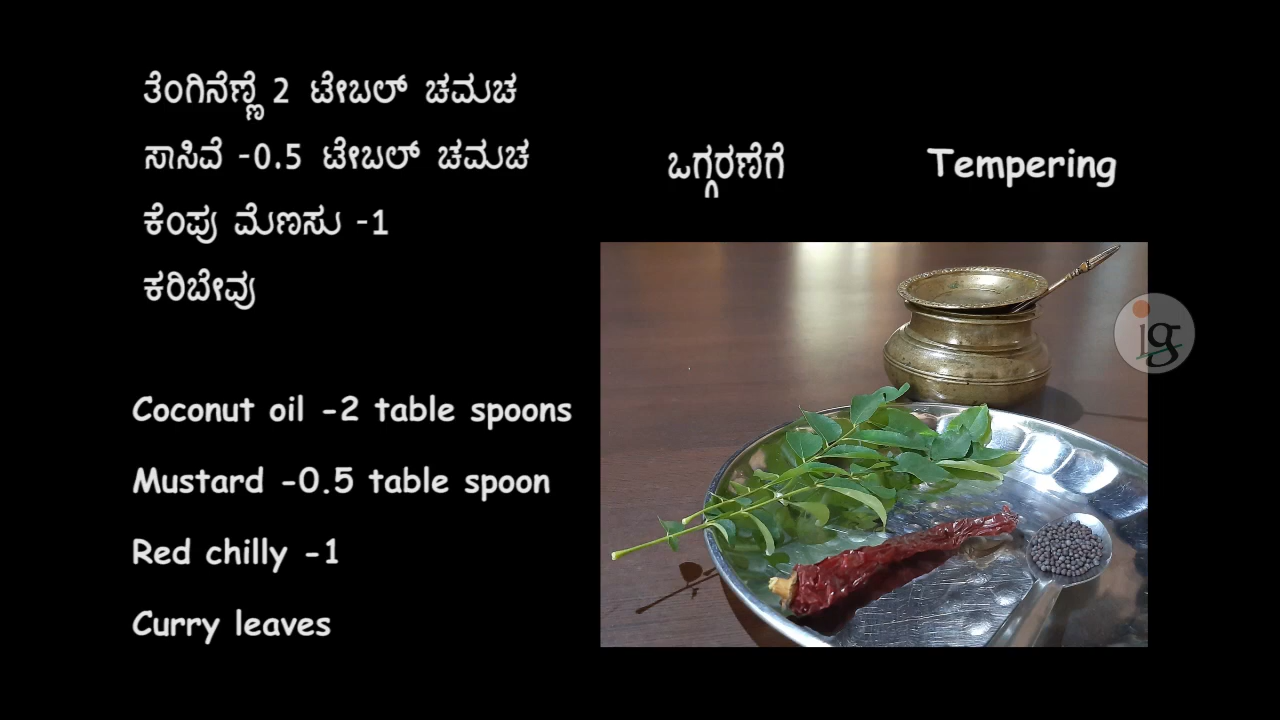 ತೆಂಗಿನೆಣ್ಣೆ 2 ಟೇಬಲ್ ಚಮಚ
ಸಾಸಿವೆ -0.5 ಟೇಬಲ್ ಚಮಚ
ಕೆಂಪು ಮೆಣಸು -1
ಕರಿಬೇವು
ಒಗ್ಗರಣೆಗೆ
Tempering
Coconut oil -2 table spoons
Mustard -0.5 table spoon
Red chilly -1
Curry leaves
ig